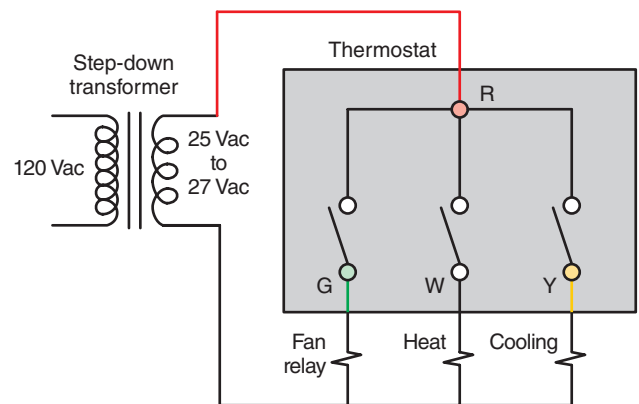 Step-down
transformer
Thermostat
R
120 Vac
25 Vac
to
27 Vac
G
W
Y
Fan
relay
Heat
Cooling